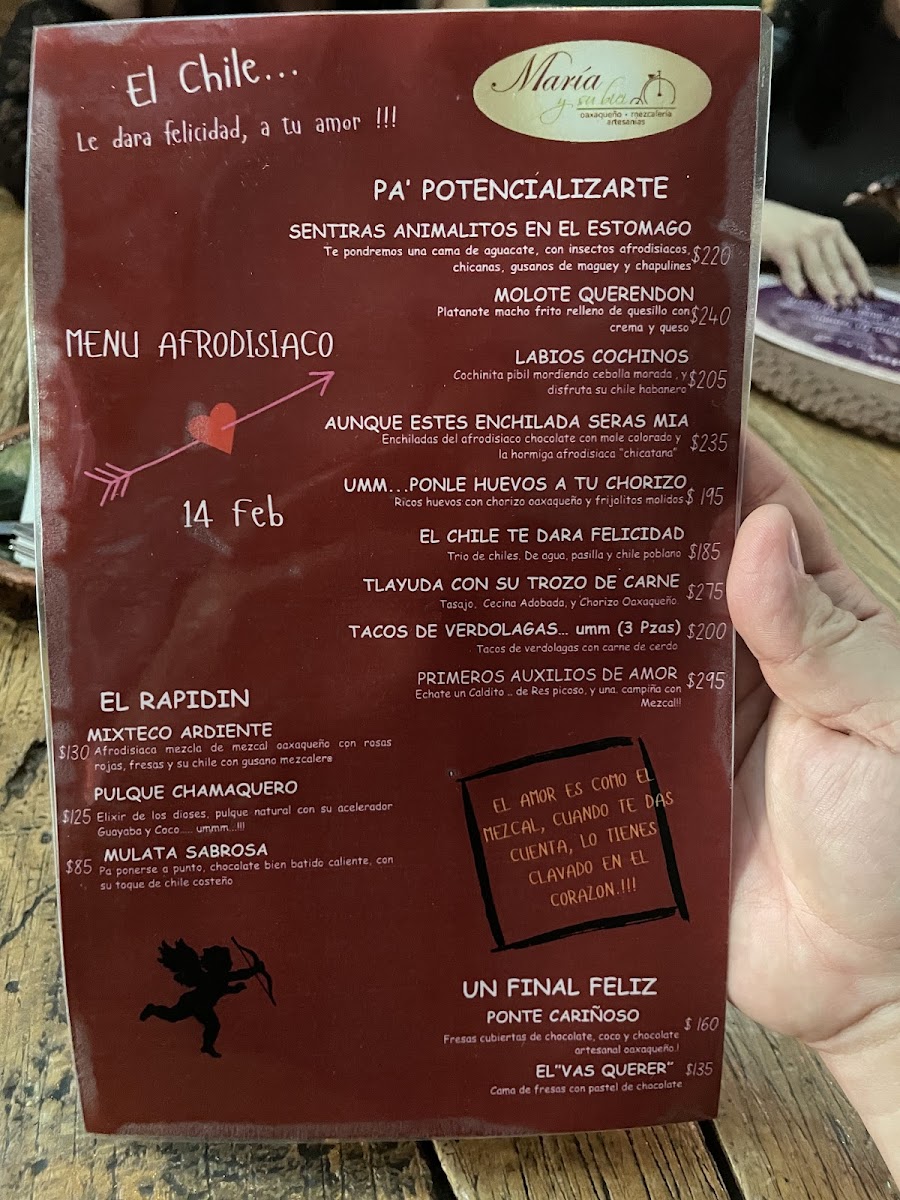 El Chile...
Le dara felicidad, a tu amor !!!
María
y su bici
oaxaqueño • mezcalería
artesanías
PA' POTENCIALIZARTE
SENTIRAS ANIMALITOS EN EL ESTOMAGO
Te pondremos una cama de aguacate, con insectos afrodisiacos,
chicanas, gusanos de maguey y chapulines
$220
MOLOTE QUERENDON
Platanote macho frito relleno de quesillo con
crema y queso
$240
LABIOS COCHINOS
Cochinita pibil mordiendo cebolla morada , y
disfruta su chile habanero
$205
AUNQUE ESTES ENCHILADA SERAS MIA
Enchiladas del afrodisiaco chocolate con mole colorado y
la hormiga afrodisiaca "chicatana"
$235
UMM...PONLE HUEVOS A TU CHORIZO
Ricos huevos con chorizo oaxaqueño y frijolitos molidos
$ 195
EL CHILE TE DARA FELICIDAD
Trio de chiles. De agua, pasilla y chile poblano
$185
TLAYUDA CON SU TROZO DE CARNE
Tasajo, Cecina Adobada, y Chorizo Oaxaqueño.
$275
TACOS DE VERDOLAGAS... umm (3 Pzas)
Tacos de verdolagas con carne de cerdo
$200
PRIMEROS AUXILIOS DE AMOR
Echate un Caldito .. de Res picoso, y una. campiña con
Mezcal!!
$295
MENU AFRODISIACO
14 Feb
EL RAPIDIN
MIXTECO ARDIENTE
$130 Afrodisiaca mezcla de mezcal oaxaqueño con rosas
rojas, fresas y su chile con gusano mezcalero
PULQUE CHAMAQUERO
$125 Elixir de los dioses, pulque natural con su acelerador
Guayaba y Coco..... ummm...!!!
MULATA SABROSA
$85 Pa ponerse a punto, chocolate bien batido caliente, con
su toque de chile costeño
EL AMOR ES COMO EL
MEZCAL, CUANDO TE DAS
CUENTA, LO TIENES
CLAVADO EN EL
CORAZON.!!!
UN FINAL FELIZ
PONTE CARIÑOSO
Fresas cubiertas de chocolate, coco y chocolate
artesanal oaxaqueño.!
$ 160
EL"VAS QUERER" $135
Cama de fresas con pastel de chocolate